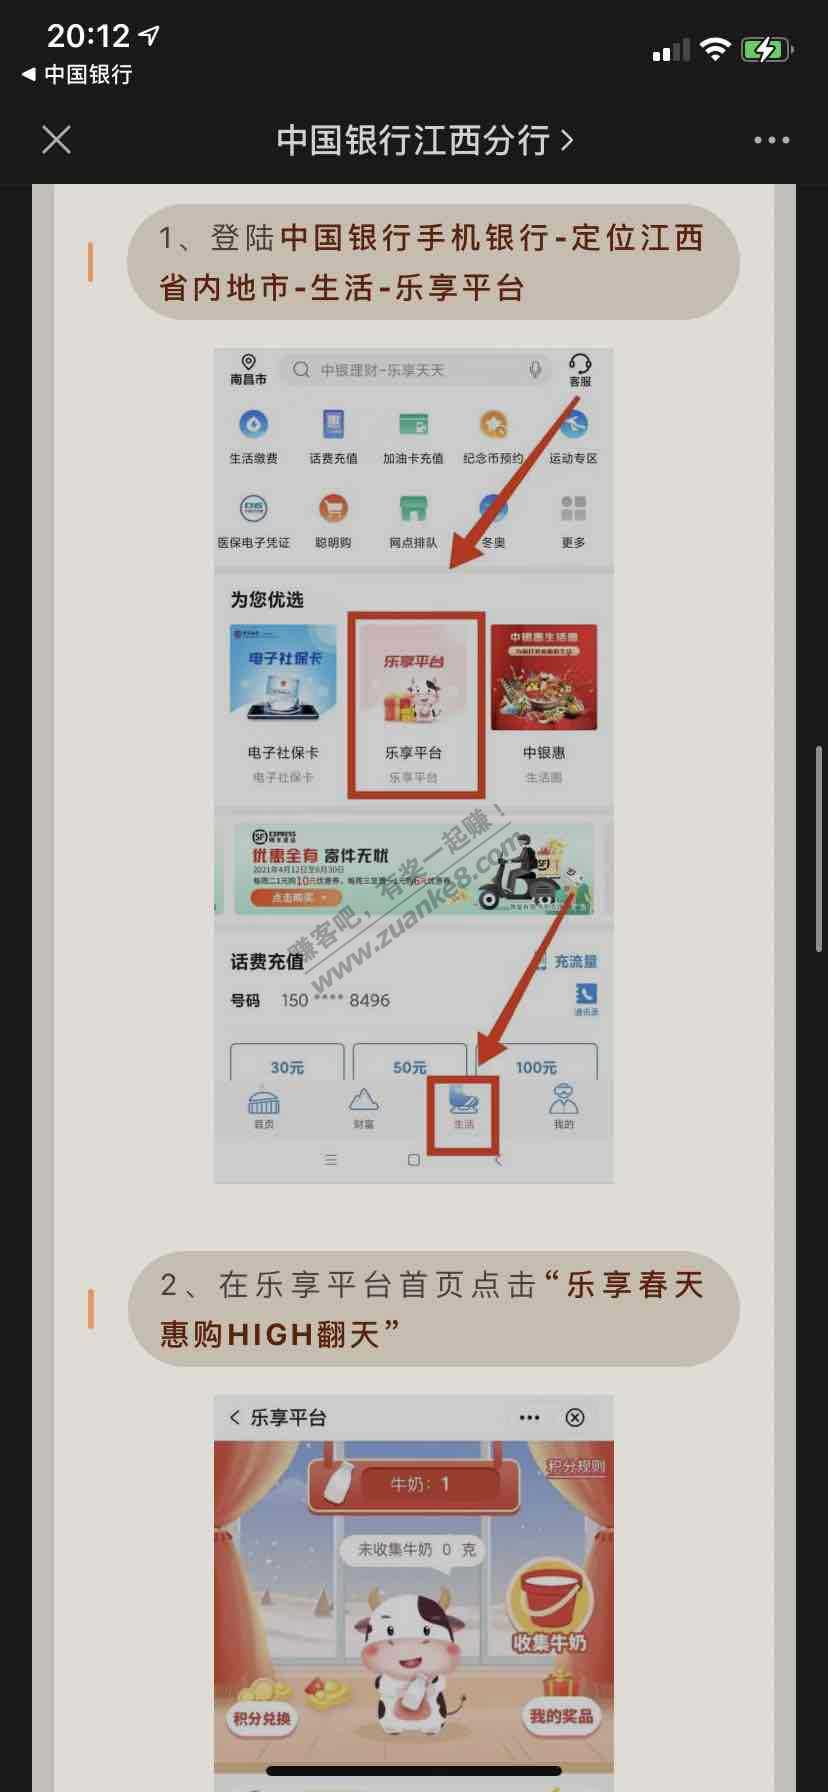 20:12
中国银行
中国银行江西分行
1、登陆中国银行手机银行-定位江西
省内地市-生活-乐享平台
南昌市
中银理财-乐享天天
客服
生活缴费
话费充值
加油卡充值
纪念币预约
运动专区
医保电子凭证
聪明购
网点排队
冬奥
更多
为您优选
电子社保卡
乐享平台
中银惠生活圈
电子社保卡
乐享平台
中银惠
电子社保卡
乐享平台
生活圈
SF EXPRESS
优惠全有 寄件无忧
2021年4月12日至6月30日
点击购买
赚客吧，有奖一起赚！
www.zuanke8.com
话费充值
充流量
号码 150 **** 8496
通讯录
30元
50元
100元
首页
财富
生活
我的
2、在乐享平台首页点击“乐享春天
惠购HIGH翻天”
乐享平台
牛奶：1
积分规则
未收集牛奶 0 克
收集牛奶
积分兑换
我的奖品